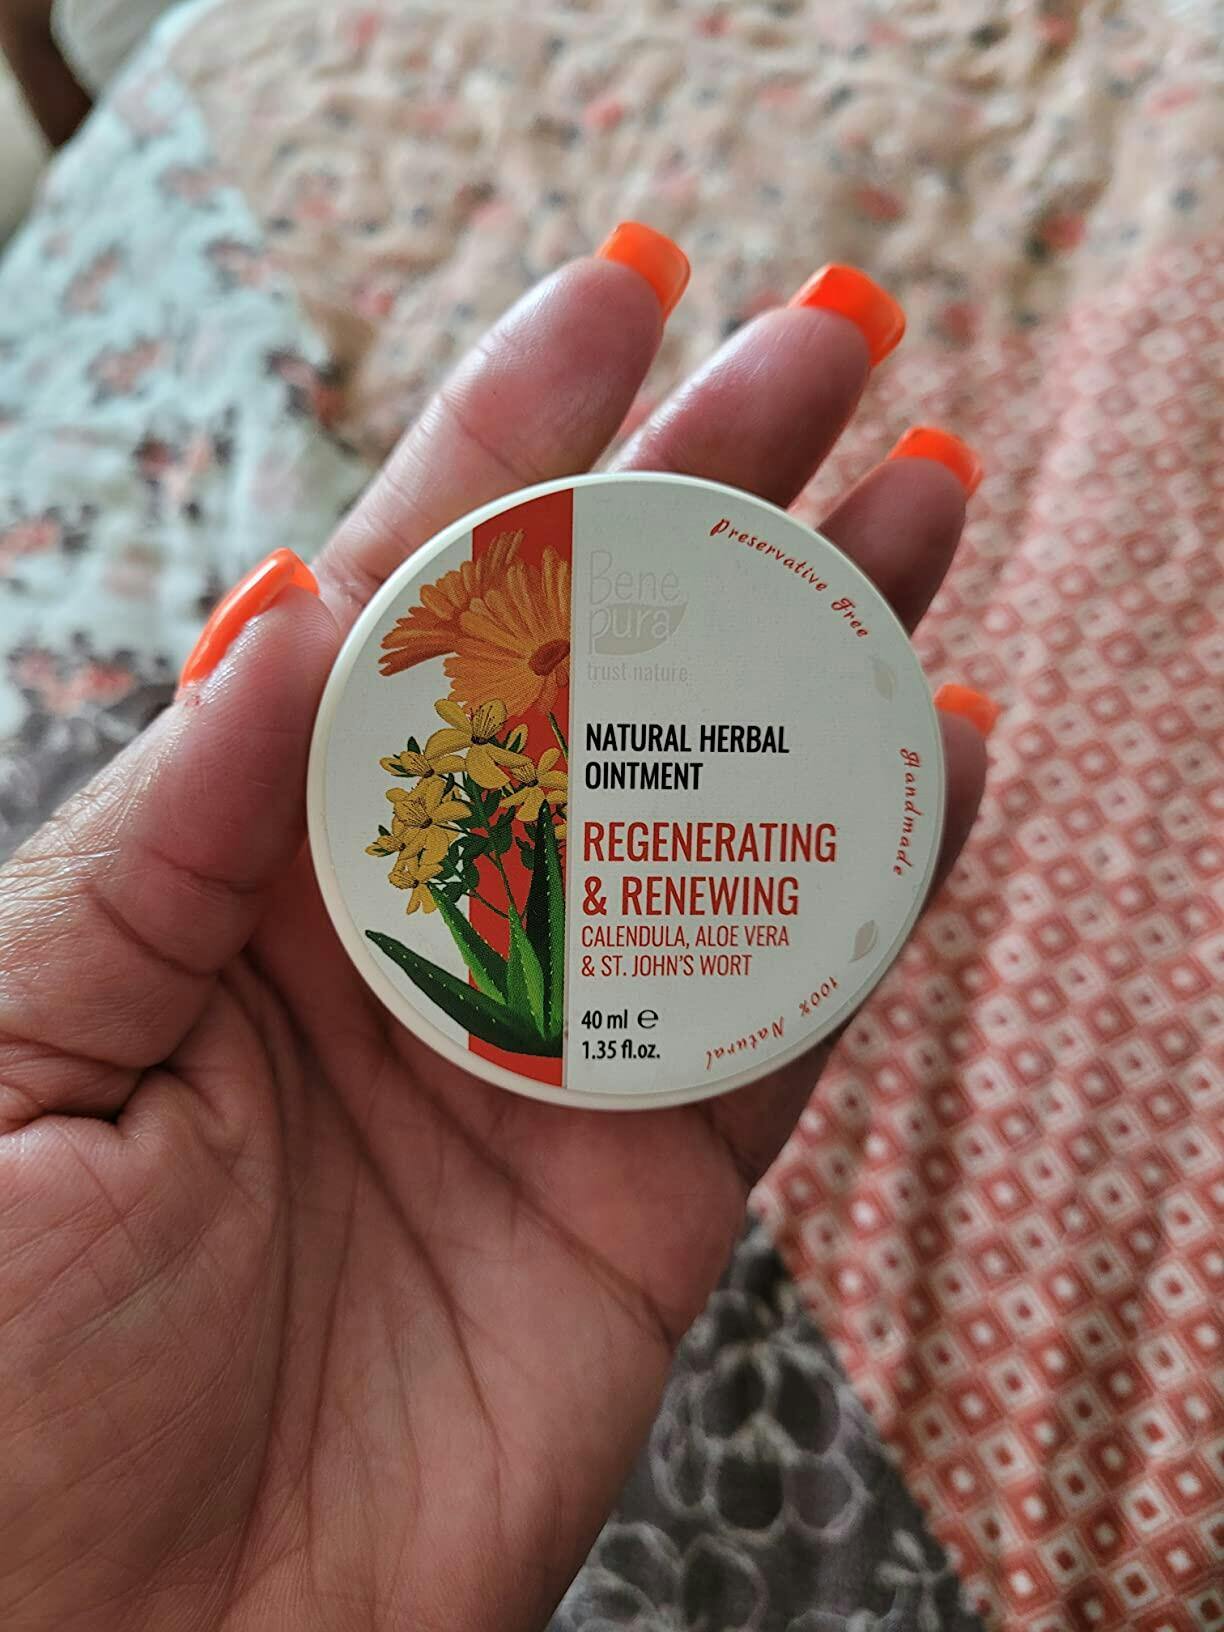 Bene
pura
trust nature
NATURAL HERBAL
OINTMENT
REGENERATING
& RENEWING
CALENDULA, ALOE VERA
& ST. JOHN'S WORT
40 ml e
1.35 fl.oz.
Preservative Free
Handmade
100% Natural